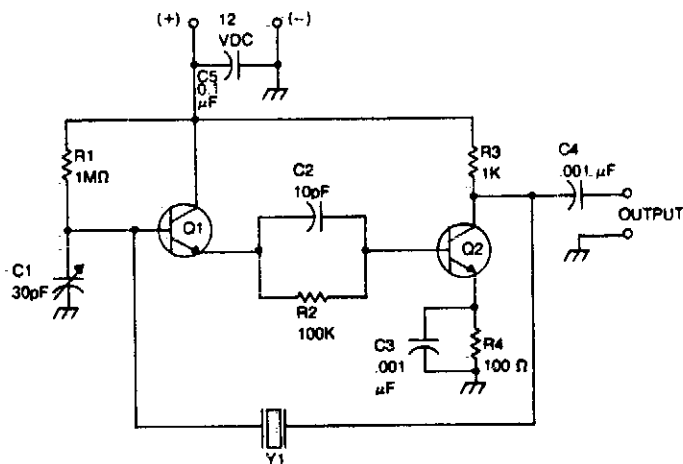 (+) 12 (−)
VDC
C5
0.1
µF
R1
1MΩ
C2
10pF
R3
1K
C4
.001 µF
OUTPUT
Q1
Q2
C1
30pF
R2
100K
C3
.001
µF
R4
100 Ω
Y1